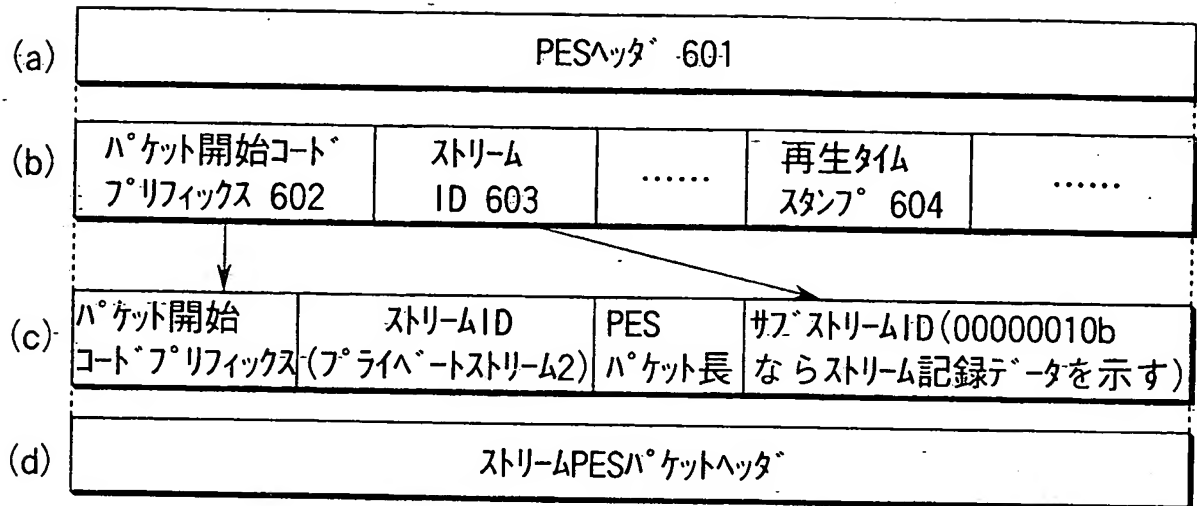 (a)
PESヘッダ 601
(b)
パケット開始コード
プリフィックス 602
ストリーム
ID 603
……
再生タイム
スタンプ 604
……
(c)
パケット開始
コードプリフィックス
ストリームID
(プライベートストリーム2)
PES
パケット長
サブストリームID(00000010b
ならストリーム記録データを示す)
(d)
ストリームPESパケットヘッダ